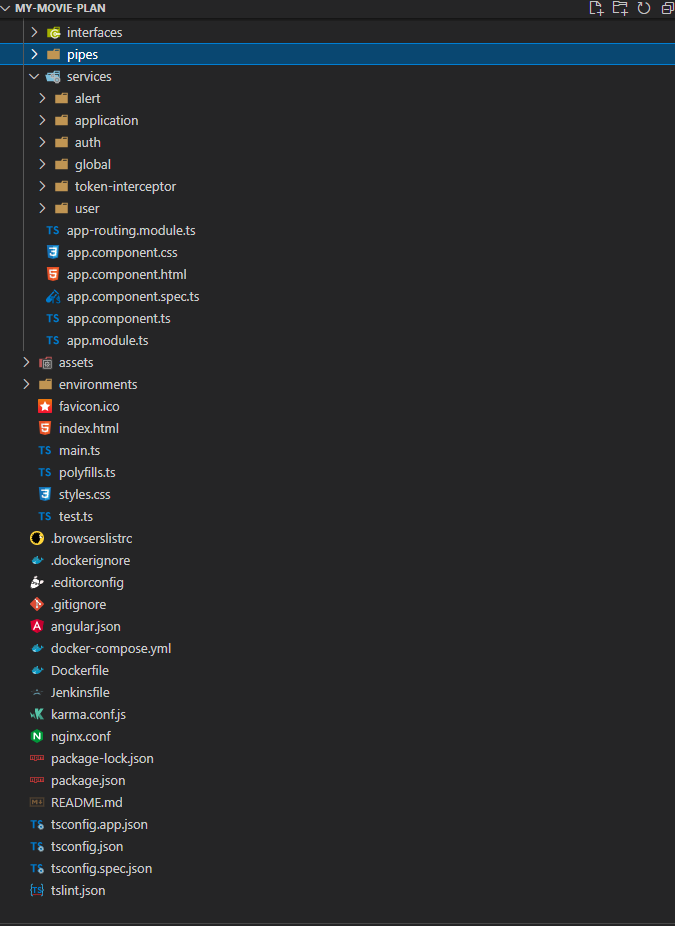 MY-MOVIE-PLAN
interfaces
pipes
services
alert
application
auth
global
token-interceptor
user
TS app-routing.module.ts
app.component.css
app.component.html
app.component.spec.ts
TS app.component.ts
TS app.module.ts
assets
environments
favicon.ico
index.html
TS main.ts
TS polyfills.ts
styles.css
TS test.ts
.browserslistrc
.dockerignore
.editorconfig
.gitignore
angular.json
docker-compose.yml
Dockerfile
Jenkinsfile
karma.conf.js
nginx.conf
package-lock.json
package.json
README.md
TS tsconfig.app.json
TS tsconfig.json
TS tsconfig.spec.json
TS tslint.json